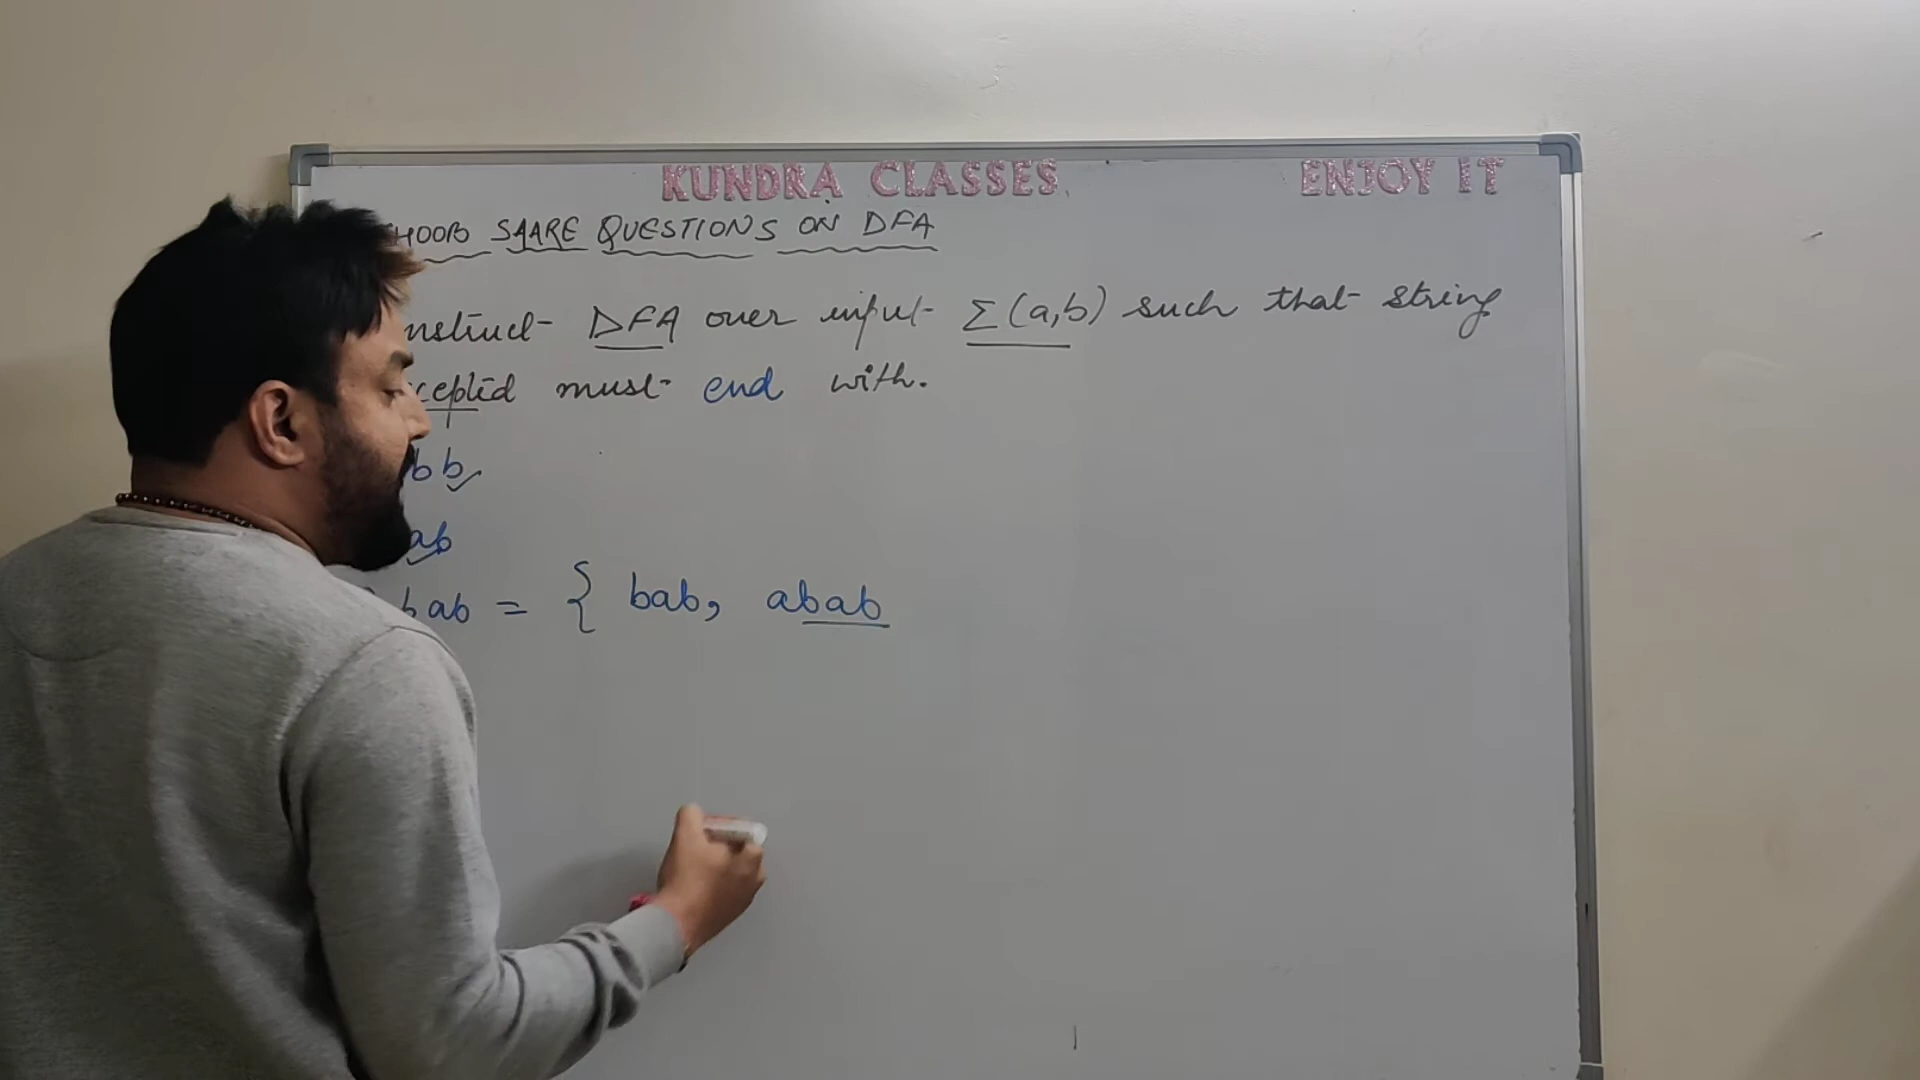 KUNDRA CLASSES ENJOY IT
HOOB SAARE QUESTIONS ON DFA
nstruct DFA over input Σ(a,b) such that string
cepted must end with.
bb
ab
bab = { bab, abab